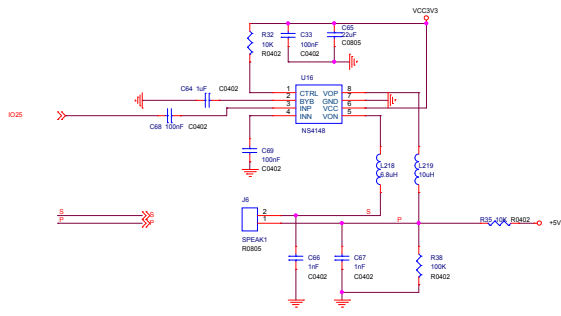 VCC3V3
R32
10K
R0402
C33
100nF
C0402
C65
22uF
C0805
U16
C64 1uF C0402
1 CTRL VOP 8
2 BYB GND 7
3 INP VCC 6
4 INN VON 5
NS4148
IO25
C68 100nF C0402
C69
100nF
C0402
L218
6.8uH
L219
10uH
J6
2
1
SPEAK1
R0805
S
P
S
P
S
P
R35 10K R0402
+5V
C66
1nF
C0402
C67
1nF
C0402
R38
100K
R0402